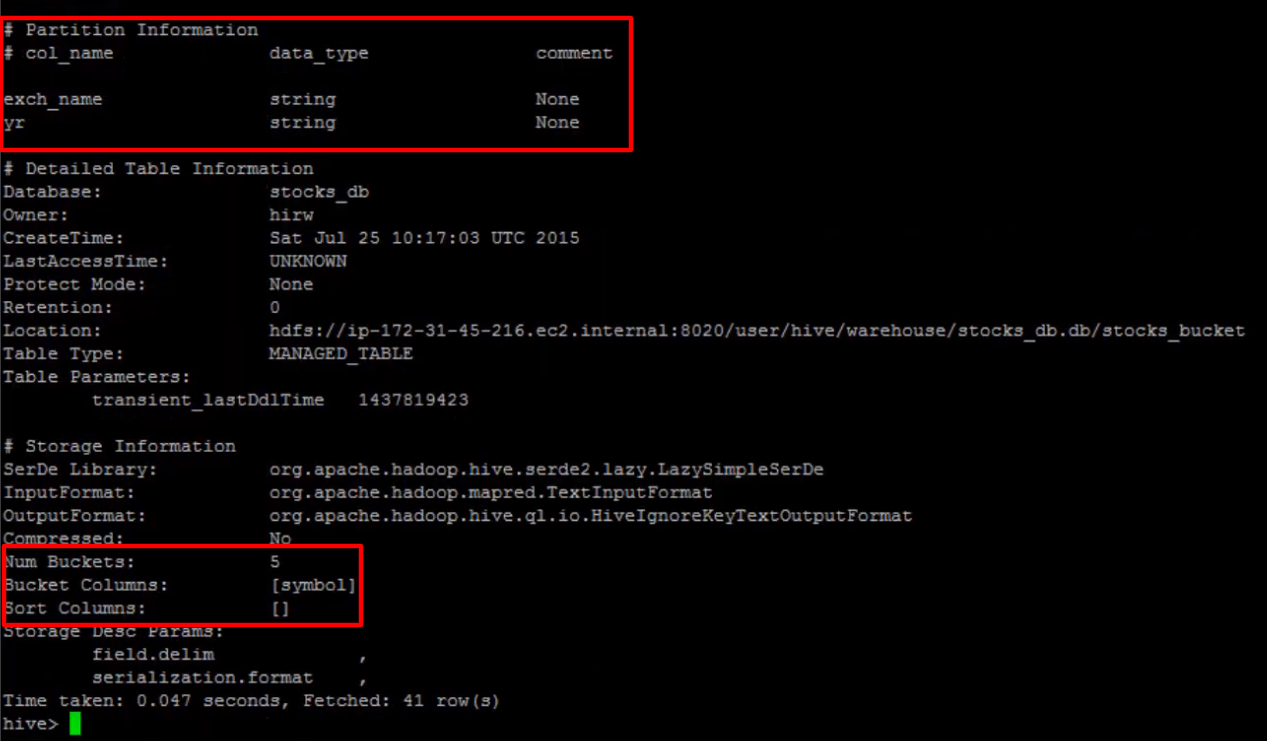 # Partition Information
# col_name data_type comment
exch_name string None
yr string None
# Detailed Table Information
Database: stocks_db
Owner: hirw
CreateTime: Sat Jul 25 10:17:03 UTC 2015
LastAccessTime: UNKNOWN
Protect Mode: None
Retention: 0
Location: hdfs://ip-172-31-45-216.ec2.internal:8020/user/hive/warehouse/stocks_db.db/stocks_bucket
Table Type: MANAGED_TABLE
Table Parameters:
transient_lastDdlTime 1437819423
# Storage Information
SerDe Library: org.apache.hadoop.hive.serde2.lazy.LazySimpleSerDe
InputFormat: org.apache.hadoop.mapred.TextInputFormat
OutputFormat: org.apache.hadoop.hive.ql.io.HiveIgnoreKeyTextOutputFormat
Compressed: No
Num Buckets: 5
Bucket Columns: [symbol]
Sort Columns: []
Storage Desc Params:
field.delim ,
serialization.format ,
Time taken: 0.047 seconds, Fetched: 41 row(s)
hive>